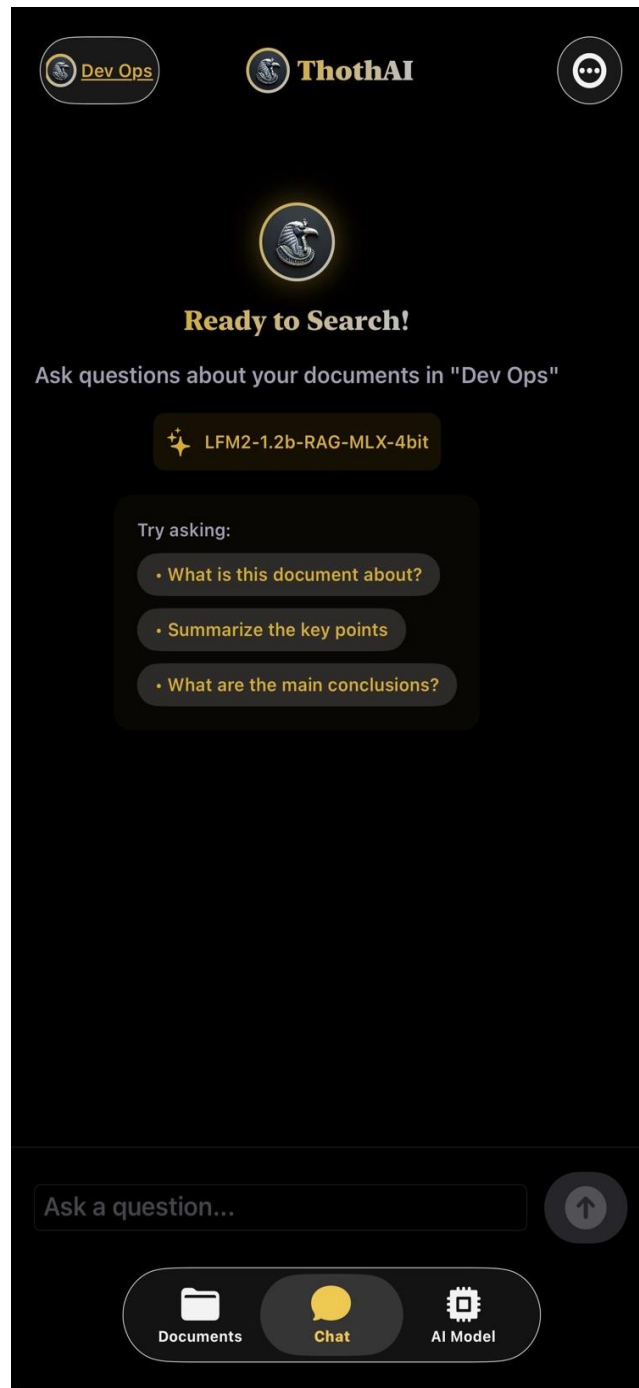 Dev Ops
ThothAI
Ready to Search!
Ask questions about your documents in "Dev Ops"
LFM2-1.2b-RAG-MLX-4bit
Try asking:
• What is this document about?
• Summarize the key points
• What are the main conclusions?
Ask a question...
Documents
Chat
AI Model